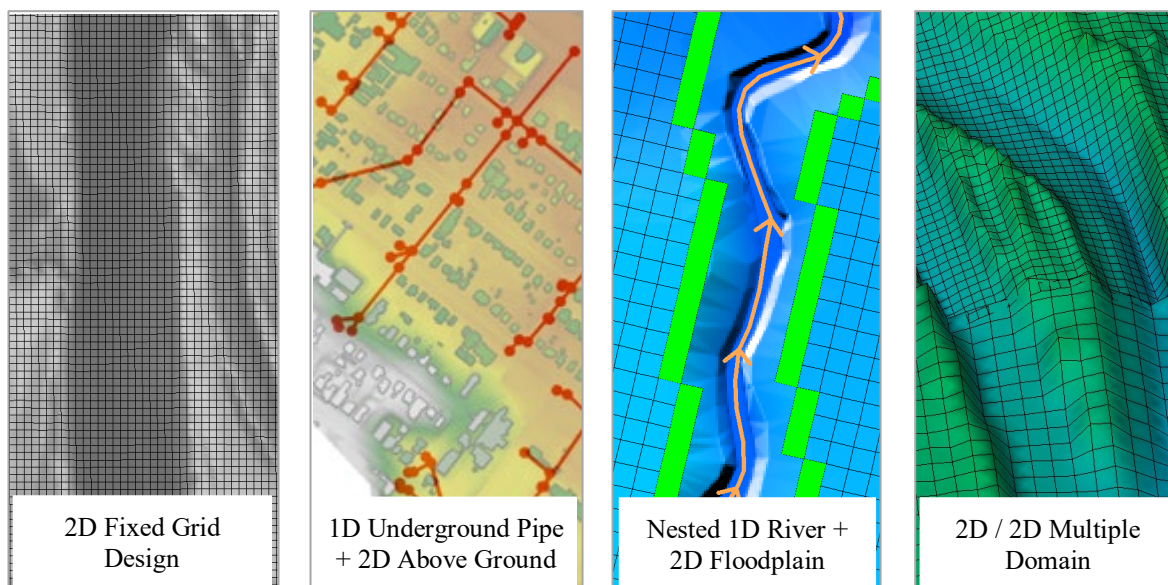 2D Fixed Grid
Design
1D Underground Pipe
+ 2D Above Ground
Nested 1D River +
2D Floodplain
2D / 2D Multiple
Domain